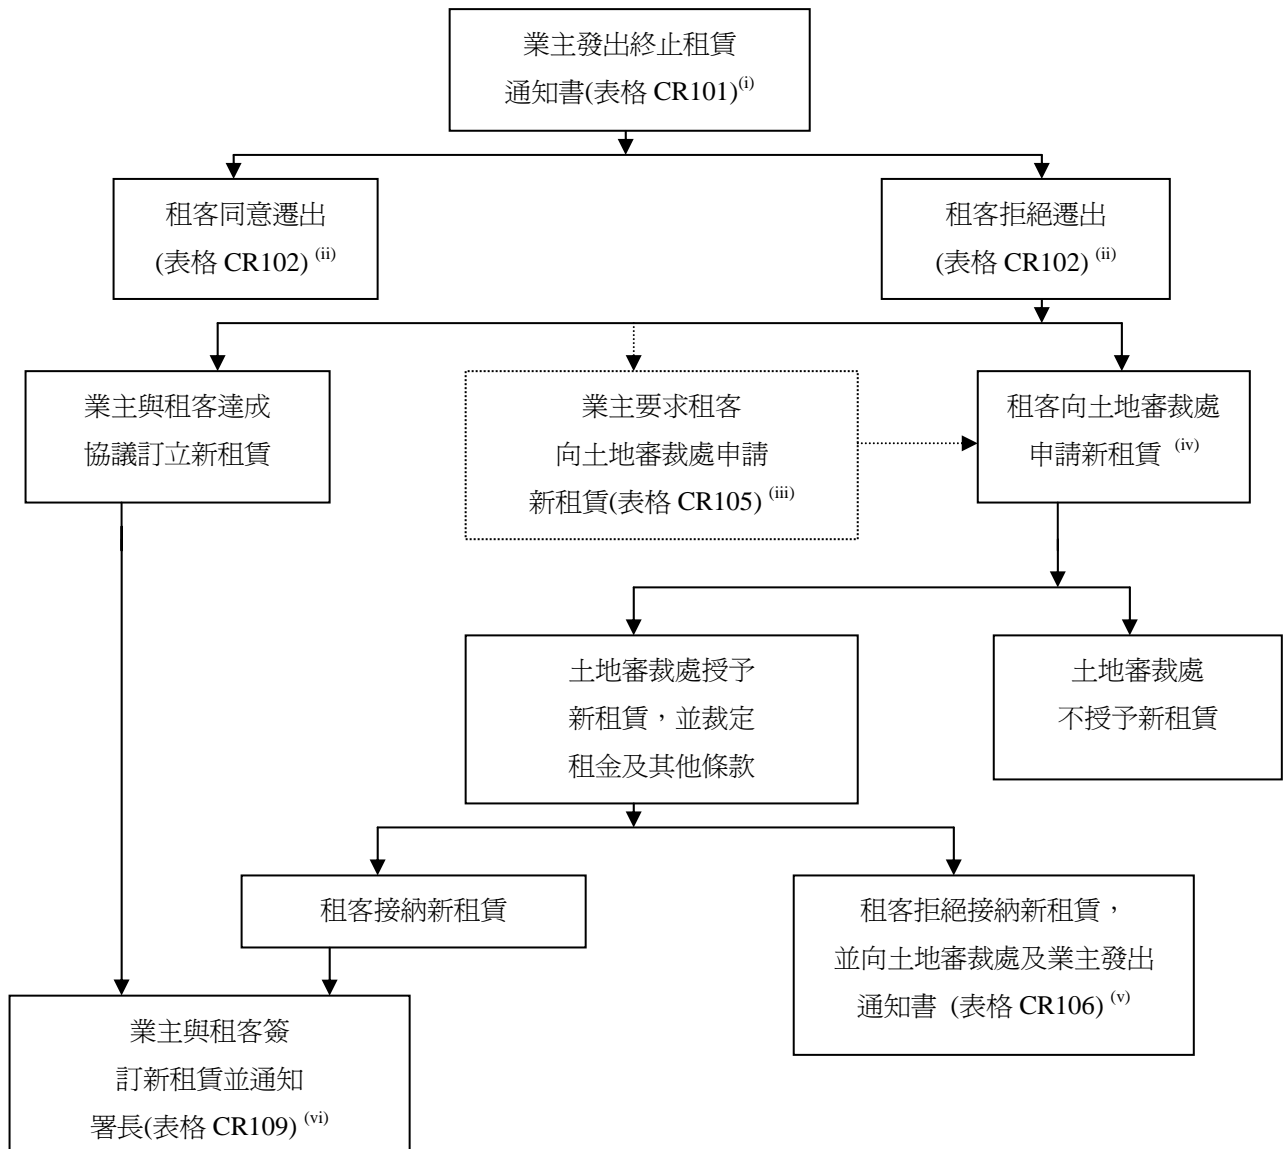 業主發出終止租賃
通知書(表格 CR101)(i)
租客同意遷出
(表格 CR102) (ii)
租客拒絕遷出
(表格 CR102) (ii)
業主與租客達成
協議訂立新租賃
業主要求租客
向土地審裁處申請
新租賃(表格 CR105) (iii)
租客向土地審裁處
申請新租賃 (iv)
土地審裁處授予
新租賃，並裁定
租金及其他條款
土地審裁處
不授予新租賃
租客接納新租賃
租客拒絕接納新租賃，
並向土地審裁處及業主發出
通知書 (表格 CR106) (v)
業主與租客簽
訂新租賃並通知
署長(表格 CR109) (vi)